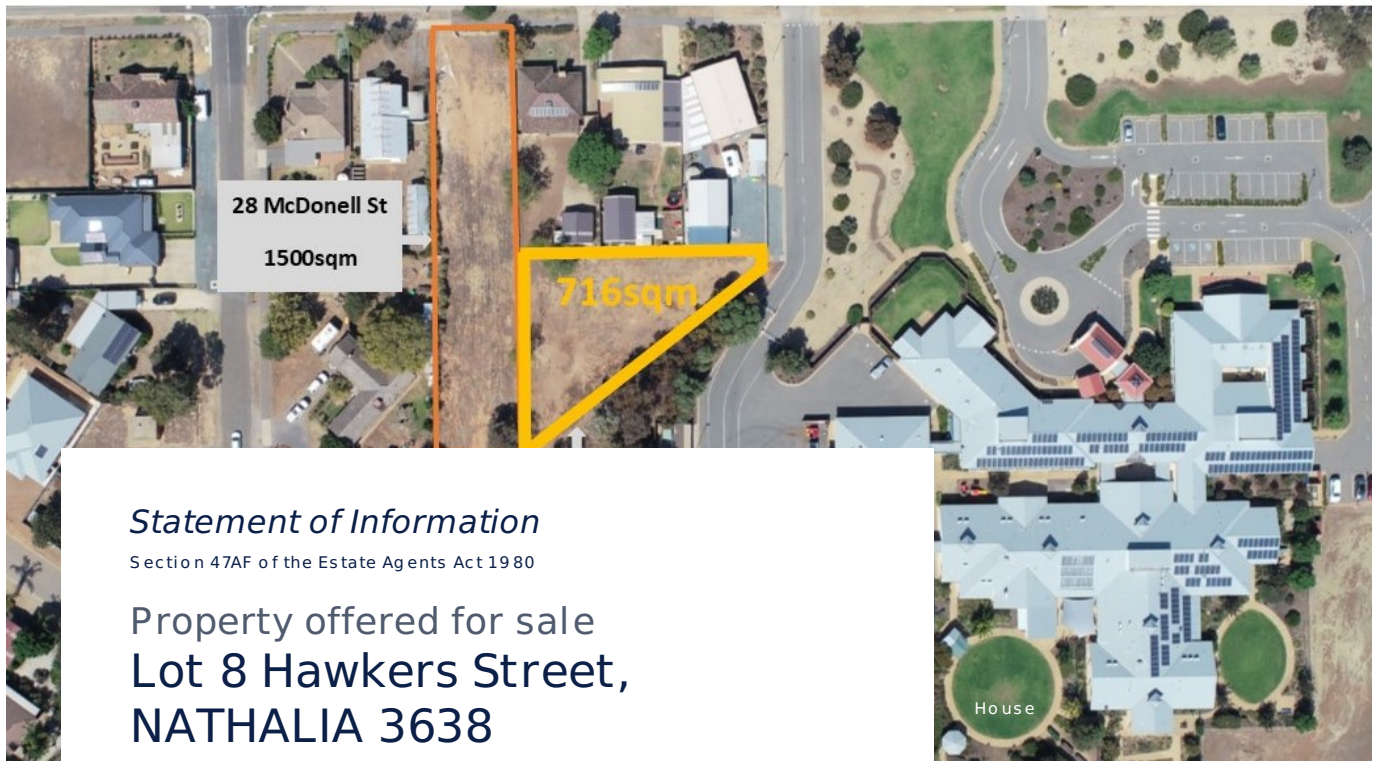 28 McDonell St
1500sqm
716sqm
Statement of Information
Section 47AF of the Estate Agents Act 1980
Property offered for sale
Lot 8 Hawkers Street,
NATHALIA 3638
House